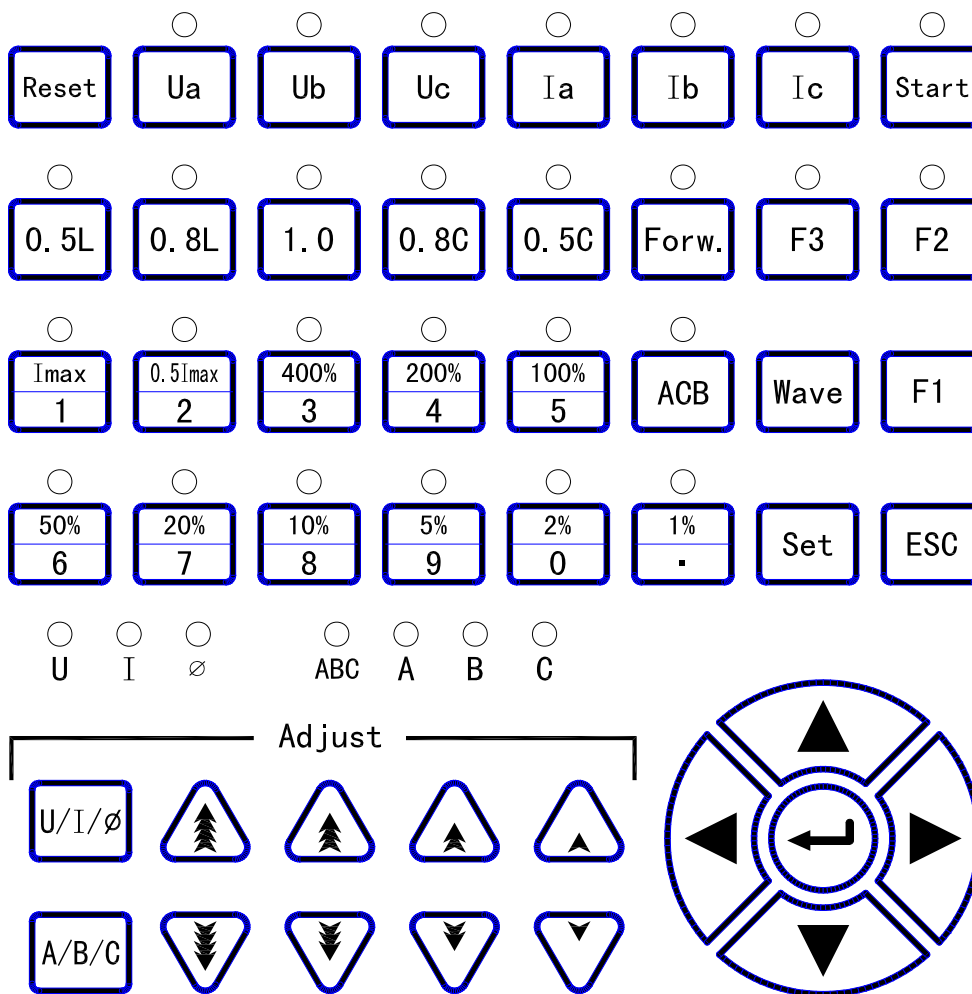 Reset Ua Ub Uc Ia Ib Ic Start
0.5L 0.8L 1.0 0.8C 0.5C Forw. F3 F2
Imax 0.5Imax 400% 200% 100%
1 2 3 4 5 ACB Wave F1
50% 20% 10% 5% 2% 1%
6 7 8 9 0 . Set ESC
U I ∅ ABC A B C
Adjust
U/I/∅
A/B/C